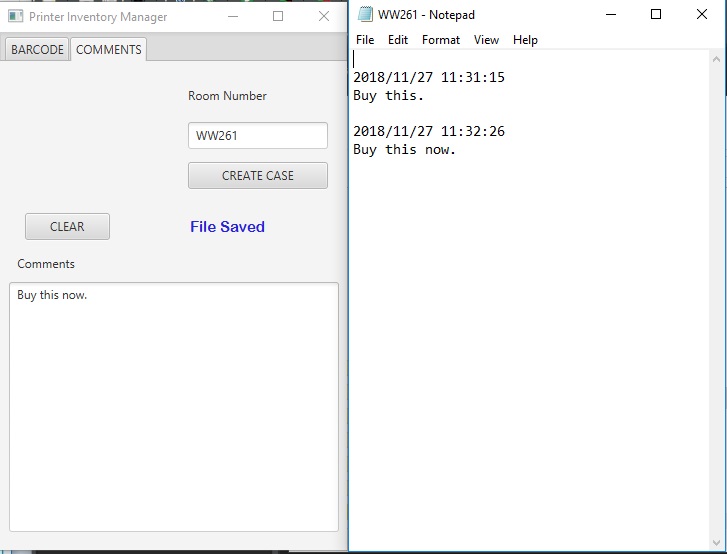 Printer Inventory Manager
BARCODE COMMENTS
Room Number
WW261
CREATE CASE
CLEAR
File Saved
Comments
Buy this now.
WW261 - Notepad
File Edit Format View Help
2018/11/27 11:31:15
Buy this.
2018/11/27 11:32:26
Buy this now.